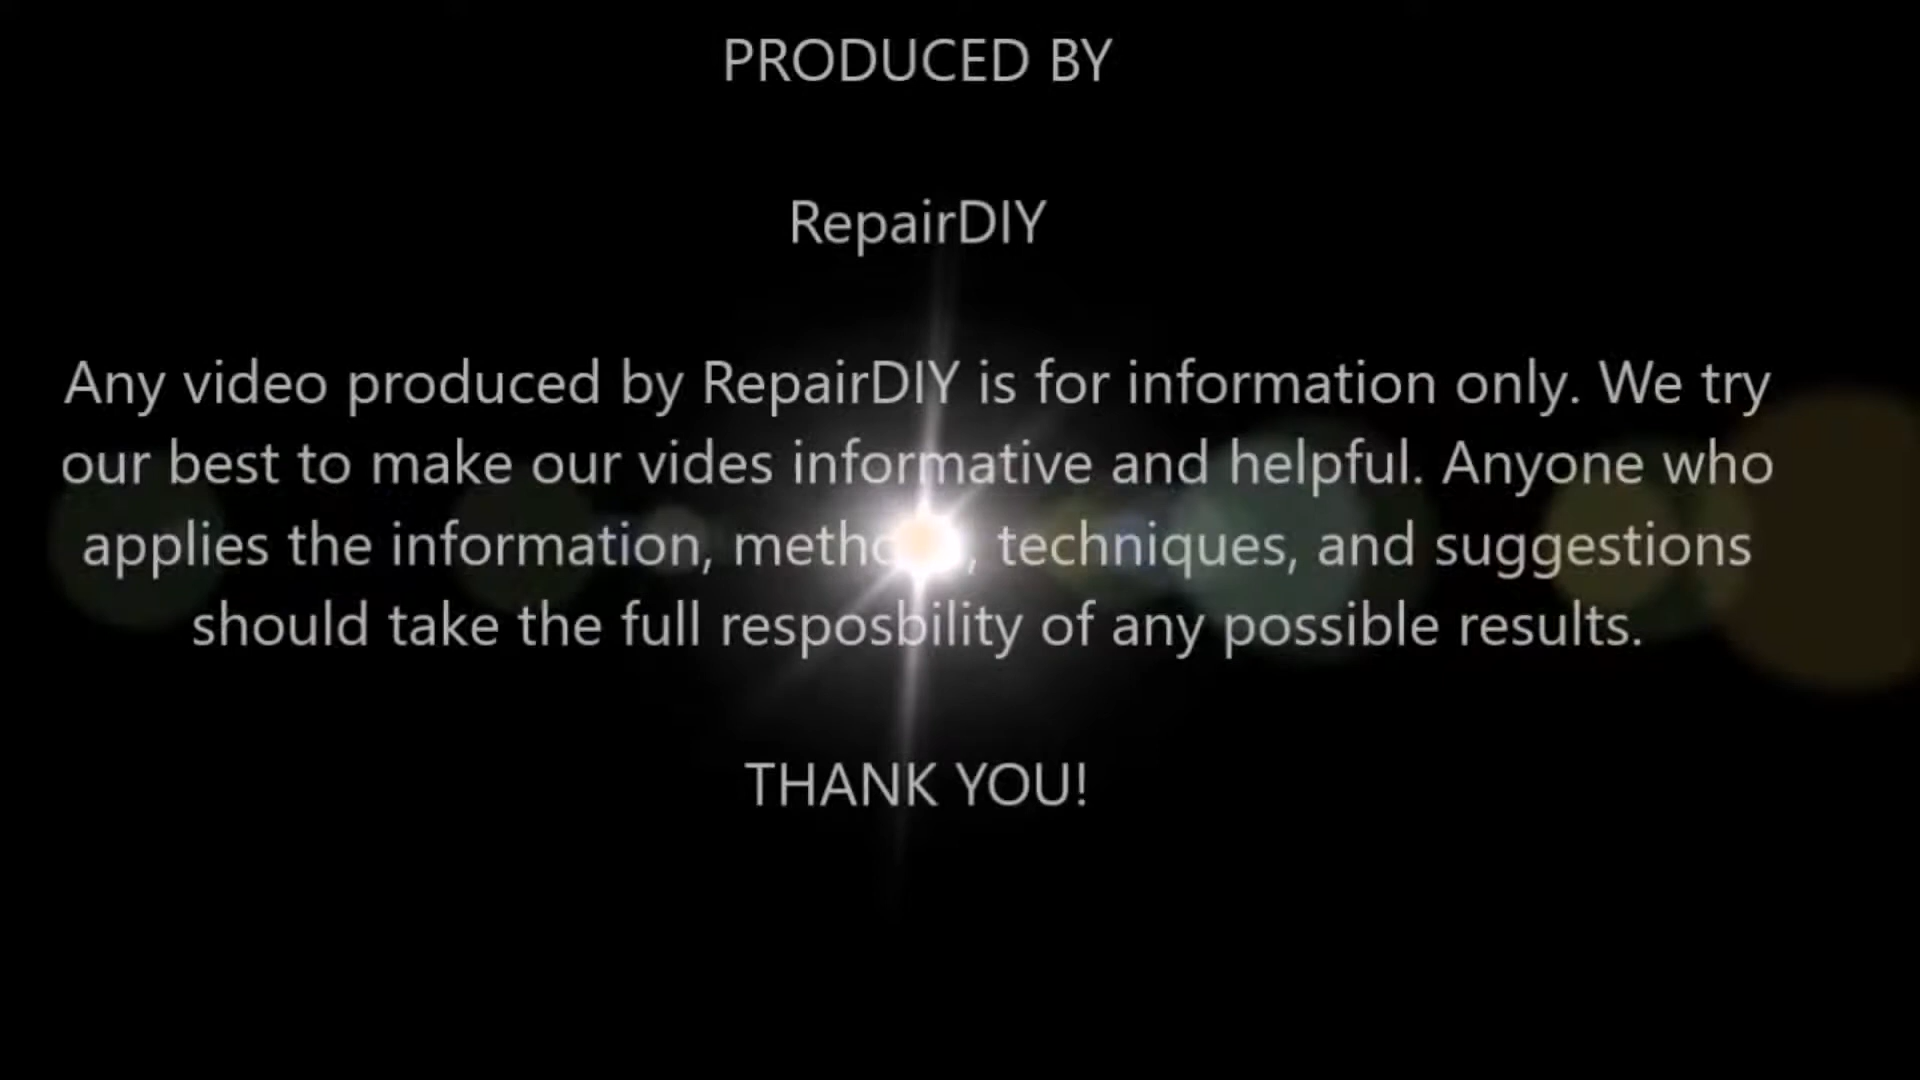 PRODUCED BY
RepairDIY
Any video produced by RepairDIY is for information only. We try
our best to make our vides informative and helpful. Anyone who
applies the information, techniques, and suggestions
should take the full resposbility of any possible results.
THANK YOU!